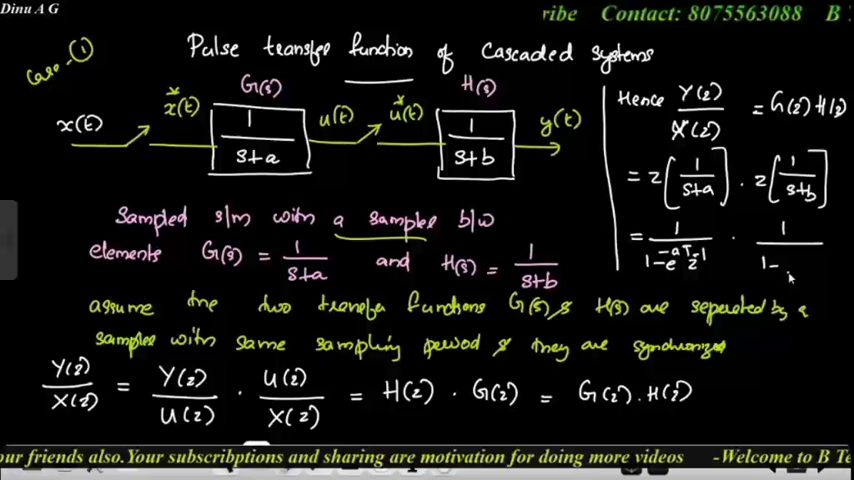 Dinu A G
ribe Contact: 8075563088 B
Case-①
Pulse transfer function of Cascaded systems
G(s)
H(s)
x(t)
x*(t)
1/(s+a)
u(t)
u*(t)
1/(s+b)
y(t)
Hence Y(z)/X(z) = G(z) H(z)
= z[1/(s+a)] . z[1/(s+b)]
= 1/(1-e^-aT z^-1) . 1/(1-
Sampled s/m with a sampler b/w
elements G(s) = 1/(s+a) and H(s) = 1/(s+b)
assume the two transfer functions G(s) & H(s) are seperated by a
sampler with same sampling period & they are synchronized
Y(z)/X(z) = Y(z)/U(z) . U(z)/X(z) = H(z) . G(z) = G(z) . H(z)
our friends also.Your subscribptions and sharing are motivation for doing more videos -Welcome to B Te